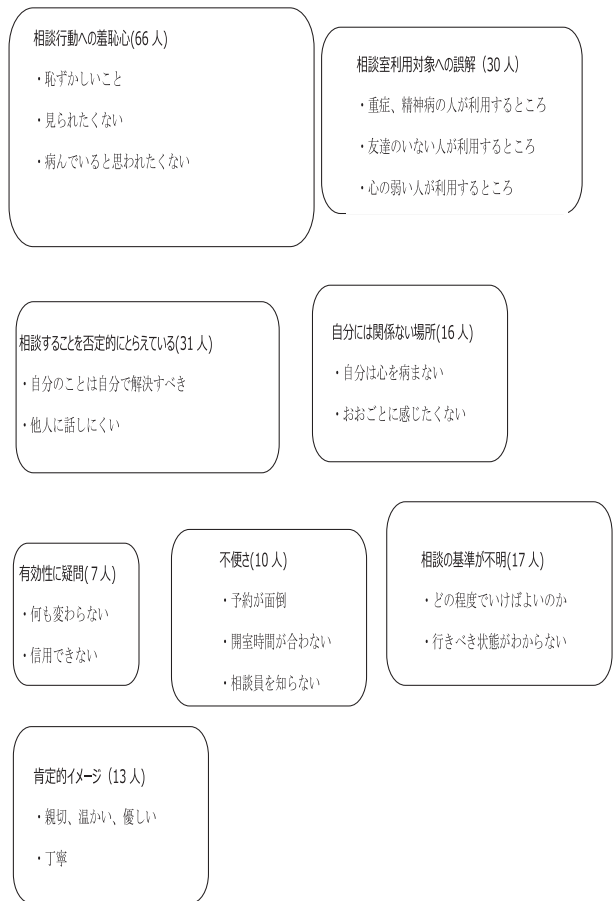 相談行動への羞恥心(66人)
・恥ずかしいこと
・見られたくない
・病んでいると思われたくない
相談室利用対象への誤解（30人）
・重症、精神病の人が利用するところ
・友達のいない人が利用するところ
・心の弱い人が利用するところ
相談することを否定的にとらえている(31人)
・自分のことは自分で解決すべき
・他人に話しにくい
自分には関係ない場所(16人)
・自分は心を病まない
・おおごとに感じたくない
有効性に疑問(７人)
・何も変わらない
・信用できない
不便さ(10人)
・予約が面倒
・開室時間が合わない
・相談員を知らない
相談の基準が不明(17人)
・どの程度でいけばよいのか
・行きべき状態がわからない
肯定的イメージ（13人)
・親切、温かい、優しい
・丁寧